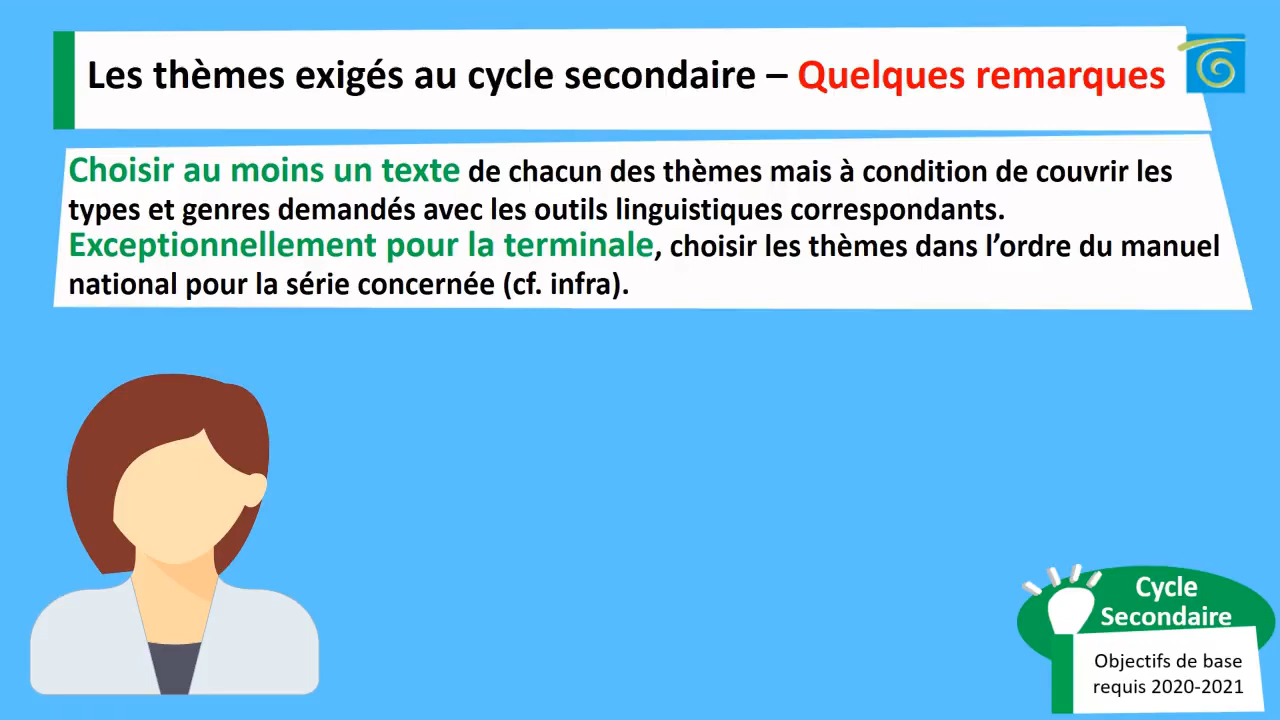 Les thèmes exigés au cycle secondaire – Quelques remarques
Choisir au moins un texte de chacun des thèmes mais à condition de couvrir les
types et genres demandés avec les outils linguistiques correspondants.
Exceptionnellement pour la terminale, choisir les thèmes dans l’ordre du manuel
national pour la série concernée (cf. infra).
Cycle
Secondaire
Objectifs de base
requis 2020-2021